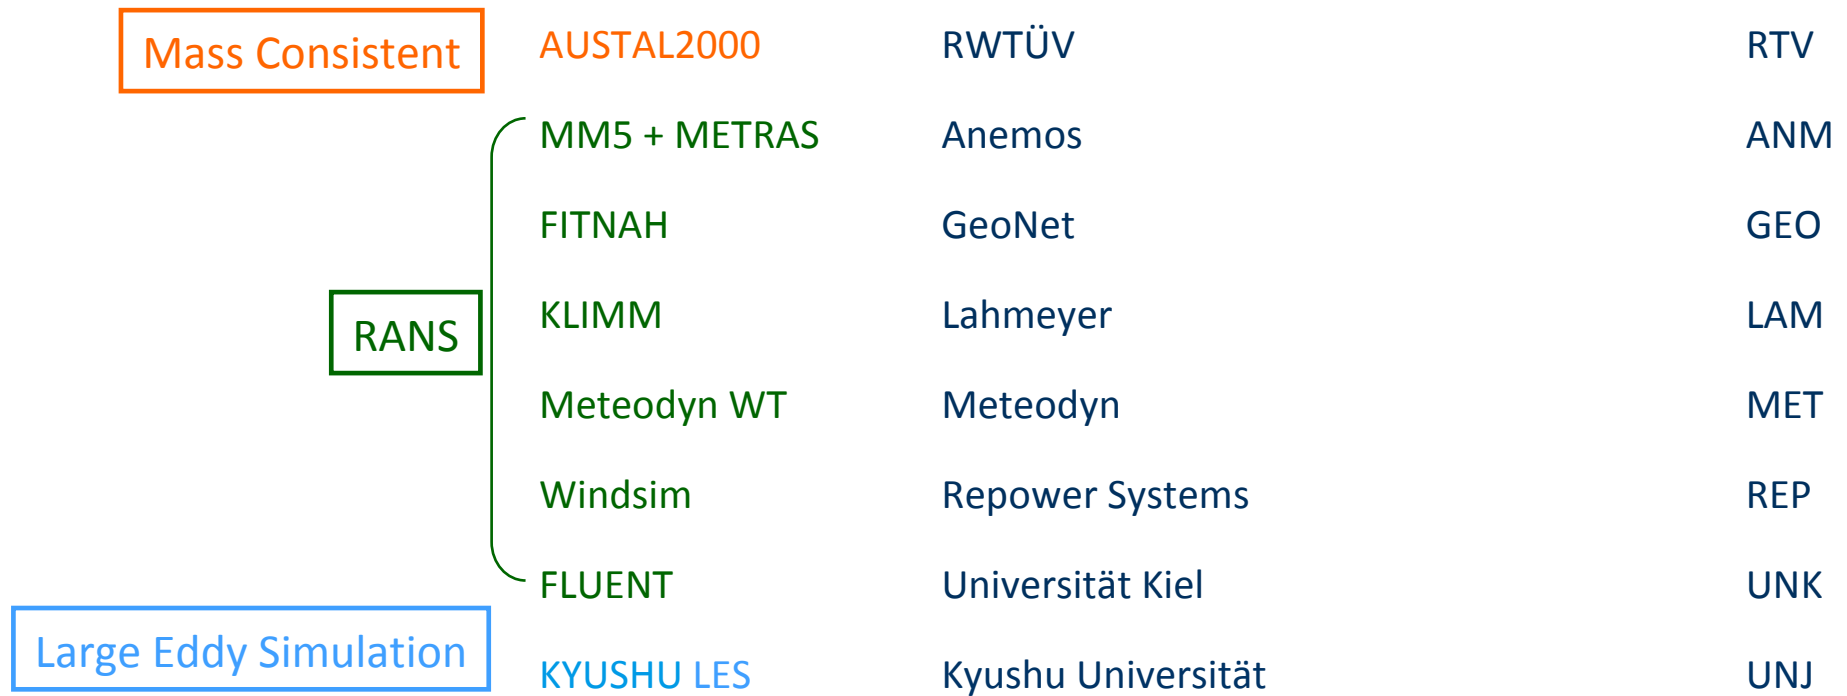 Mass Consistent AUSTAL2000 RWTÜV RTV
MM5 + METRAS Anemos ANM
FITNAH GeoNet GEO
KLIMM Lahmeyer LAM
RANS
Meteodyn WT Meteodyn MET
Windsim Repower Systems REP
FLUENT Universität Kiel UNK
Large Eddy Simulation
KYUSHU LES Kyushu Universität UNJ